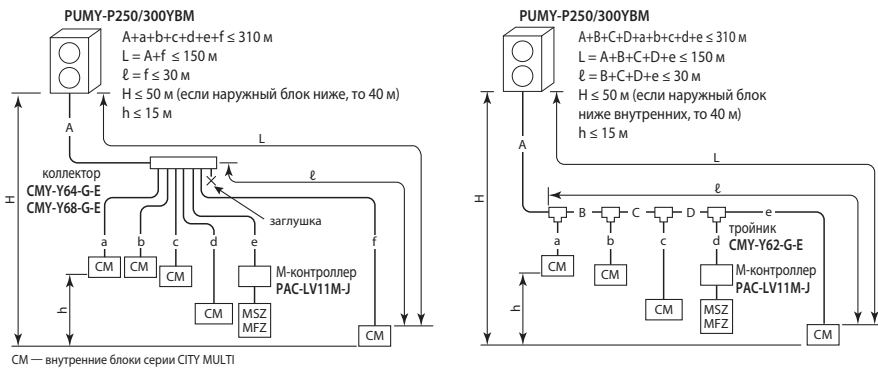 PUMY-P250/300YBM
A+a+b+c+d+e+f ≤ 310 м
L = A+f ≤ 150 м
ℓ = f ≤ 30 м
H ≤ 50 м (если наружный блок ниже, то 40 м)
h ≤ 15 м
A
L
H
коллектор
CMY-Y64-G-E
CMY-Y68-G-E
ℓ
заглушка
a
b
c
d
e
f
CM
CM
CM
h
М-контроллер
PAC-LV11M-J
CM
MSZ
MFZ
CM
CM — внутренние блоки серии CITY MULTI
PUMY-P250/300YBM
A+B+C+D+a+b+c+d+e ≤ 310 м
L = A+B+C+D+e ≤ 150 м
ℓ = B+C+D+e ≤ 30 м
H ≤ 50 м (если наружный блок
ниже внутренних, то 40 м)
h ≤ 15 м
A
L
H
ℓ
B
C
D
e
тройник
CMY-Y62-G-E
a
b
c
d
CM
CM
h
М-контроллер
PAC-LV11M-J
CM
MSZ
MFZ
CM